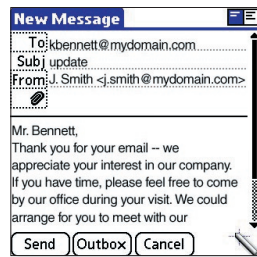 New Message
To kbennett@mydomain.com
Subj update
From J. Smith <j.smith@mydomain.com>
Mr. Bennett,
Thank you for your email -- we
appreciate your interest in our company.
If you have time, please feel free to come
by our office during your visit. We could
arrange for you to meet with our
Send Outbox Cancel